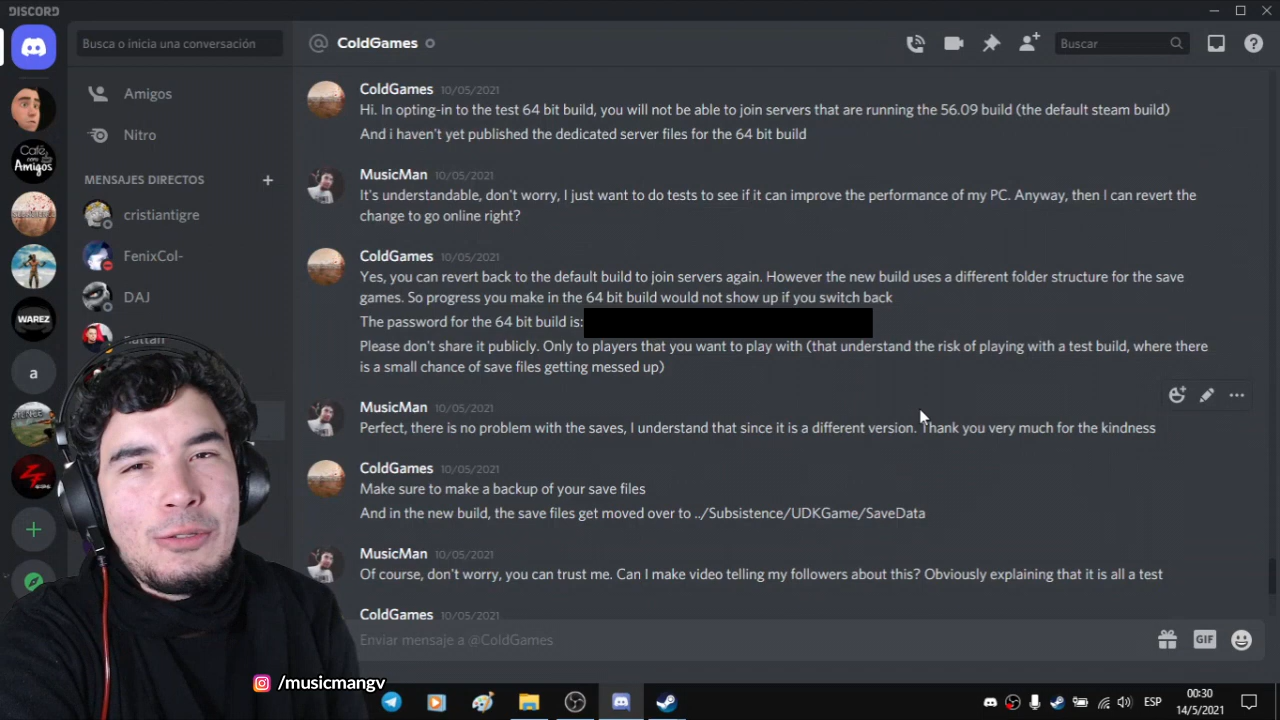 DISCORD
Busca o inicia una conversación
ColdGames
Buscar
Amigos
Nitro
MENSAJES DIRECTOS
cristiantigre
FenixCol-
DAJ
Café
Amigos
WAREZ
a
ColdGames 10/05/2021
Hi. In opting-in to the test 64 bit build, you will not be able to join servers that are running the 56.09 build (the default steam build)
And i haven't yet published the dedicated server files for the 64 bit build
MusicMan 10/05/2021
It's understandable, don't worry, I just want to do tests to see if it can improve the performance of my PC. Anyway, then I can revert the
change to go online right?
ColdGames 10/05/2021
Yes, you can revert back to the default build to join servers again. However the new build uses a different folder structure for the save
games. So progress you make in the 64 bit build would not show up if you switch back
The password for the 64 bit build is:
Please don't share it publicly. Only to players that you want to play with (that understand the risk of playing with a test build, where there
is a small chance of save files getting messed up)
MusicMan 10/05/2021
Perfect, there is no problem with the saves, I understand that since it is a different version. Thank you very much for the kindness
ColdGames 10/05/2021
Make sure to make a backup of your save files
And in the new build, the save files get moved over to ../Subsistence/UDKGame/SaveData
MusicMan 10/05/2021
Of course, don't worry, you can trust me. Can I make video telling my followers about this? Obviously explaining that it is all a test
ColdGames 10/05/2021
Enviar mensaje a @ColdGames
GIF
/musicmangv
ESP
00:30
14/5/2021